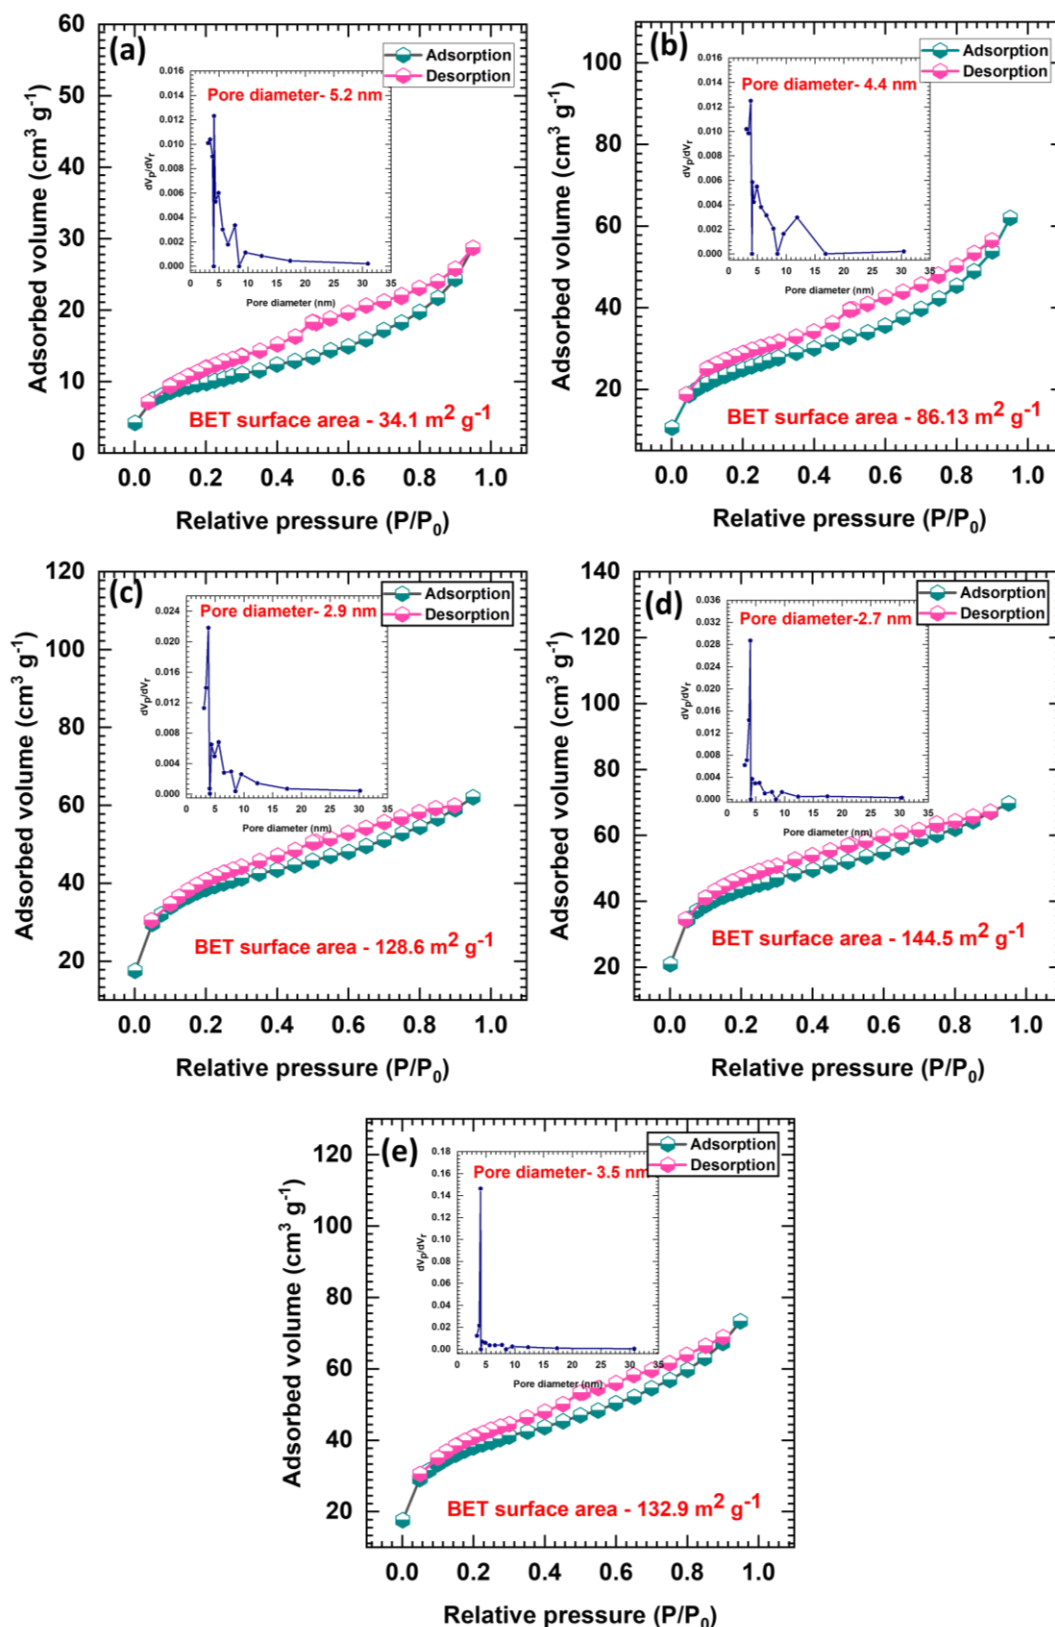 (a)
Adsorption
Desorption
Pore diameter- 5.2 nm
dVp/dVr
0.016
0.014
0.012
0.010
0.008
0.006
0.004
0.002
0.000
0 5 10 15 20 25 30 35
Pore diameter (nm)
Adsorbed volume (cm³ g⁻¹)
60
50
40
30
20
10
0
BET surface area - 34.1 m² g⁻¹
0.0 0.2 0.4 0.6 0.8 1.0
Relative pressure (P/P₀)
(b)
Adsorption
Desorption
Pore diameter- 4.4 nm
dVp/dVr
0.016
0.014
0.012
0.010
0.008
0.006
0.004
0.002
0.000
0 5 10 15 20 25 30 35
Pore diameter (nm)
Adsorbed volume (cm³ g⁻¹)
100
80
60
40
20
BET surface area - 86.13 m² g⁻¹
0.0 0.2 0.4 0.6 0.8 1.0
Relative pressure (P/P₀)
(c)
Adsorption
Desorption
Pore diameter- 2.9 nm
dVp/dVr
0.024
0.020
0.016
0.012
0.008
0.004
0.000
0 5 10 15 20 25 30 35
Pore diameter (nm)
Adsorbed volume (cm³ g⁻¹)
120
100
80
60
40
20
BET surface area - 128.6 m² g⁻¹
0.0 0.2 0.4 0.6 0.8 1.0
Relative pressure (P/P₀)
(d)
Adsorption
Desorption
Pore diameter-2.7 nm
dVp/dVr
0.036
0.032
0.028
0.024
0.020
0.016
0.012
0.008
0.004
0.000
0 5 10 15 20 25 30 35
Pore diameter (nm)
Adsorbed volume (cm³ g⁻¹)
140
120
100
80
60
40
20
BET surface area - 144.5 m² g⁻¹
0.0 0.2 0.4 0.6 0.8 1.0
Relative pressure (P/P₀)
(e)
Adsorption
Desorption
Pore diameter- 3.5 nm
dVp/dVr
0.18
0.16
0.14
0.12
0.10
0.08
0.06
0.04
0.02
0.00
0 5 10 15 20 25 30 35
Pore diameter (nm)
Adsorbed volume (cm³ g⁻¹)
120
100
80
60
40
20
BET surface area - 132.9 m² g⁻¹
0.0 0.2 0.4 0.6 0.8 1.0
Relative pressure (P/P₀)